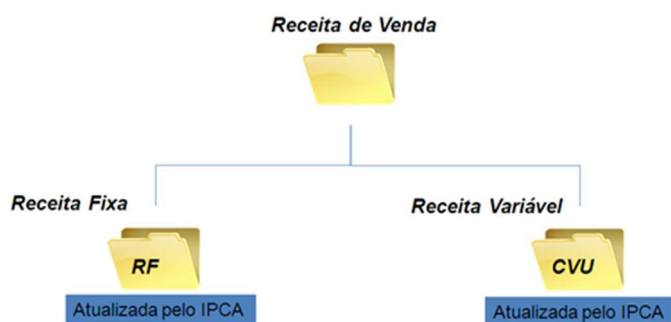 Receita de Venda
Receita Fixa
Receita Variável
RF
CVU
Atualizada pelo IPCA
Atualizada pelo IPCA